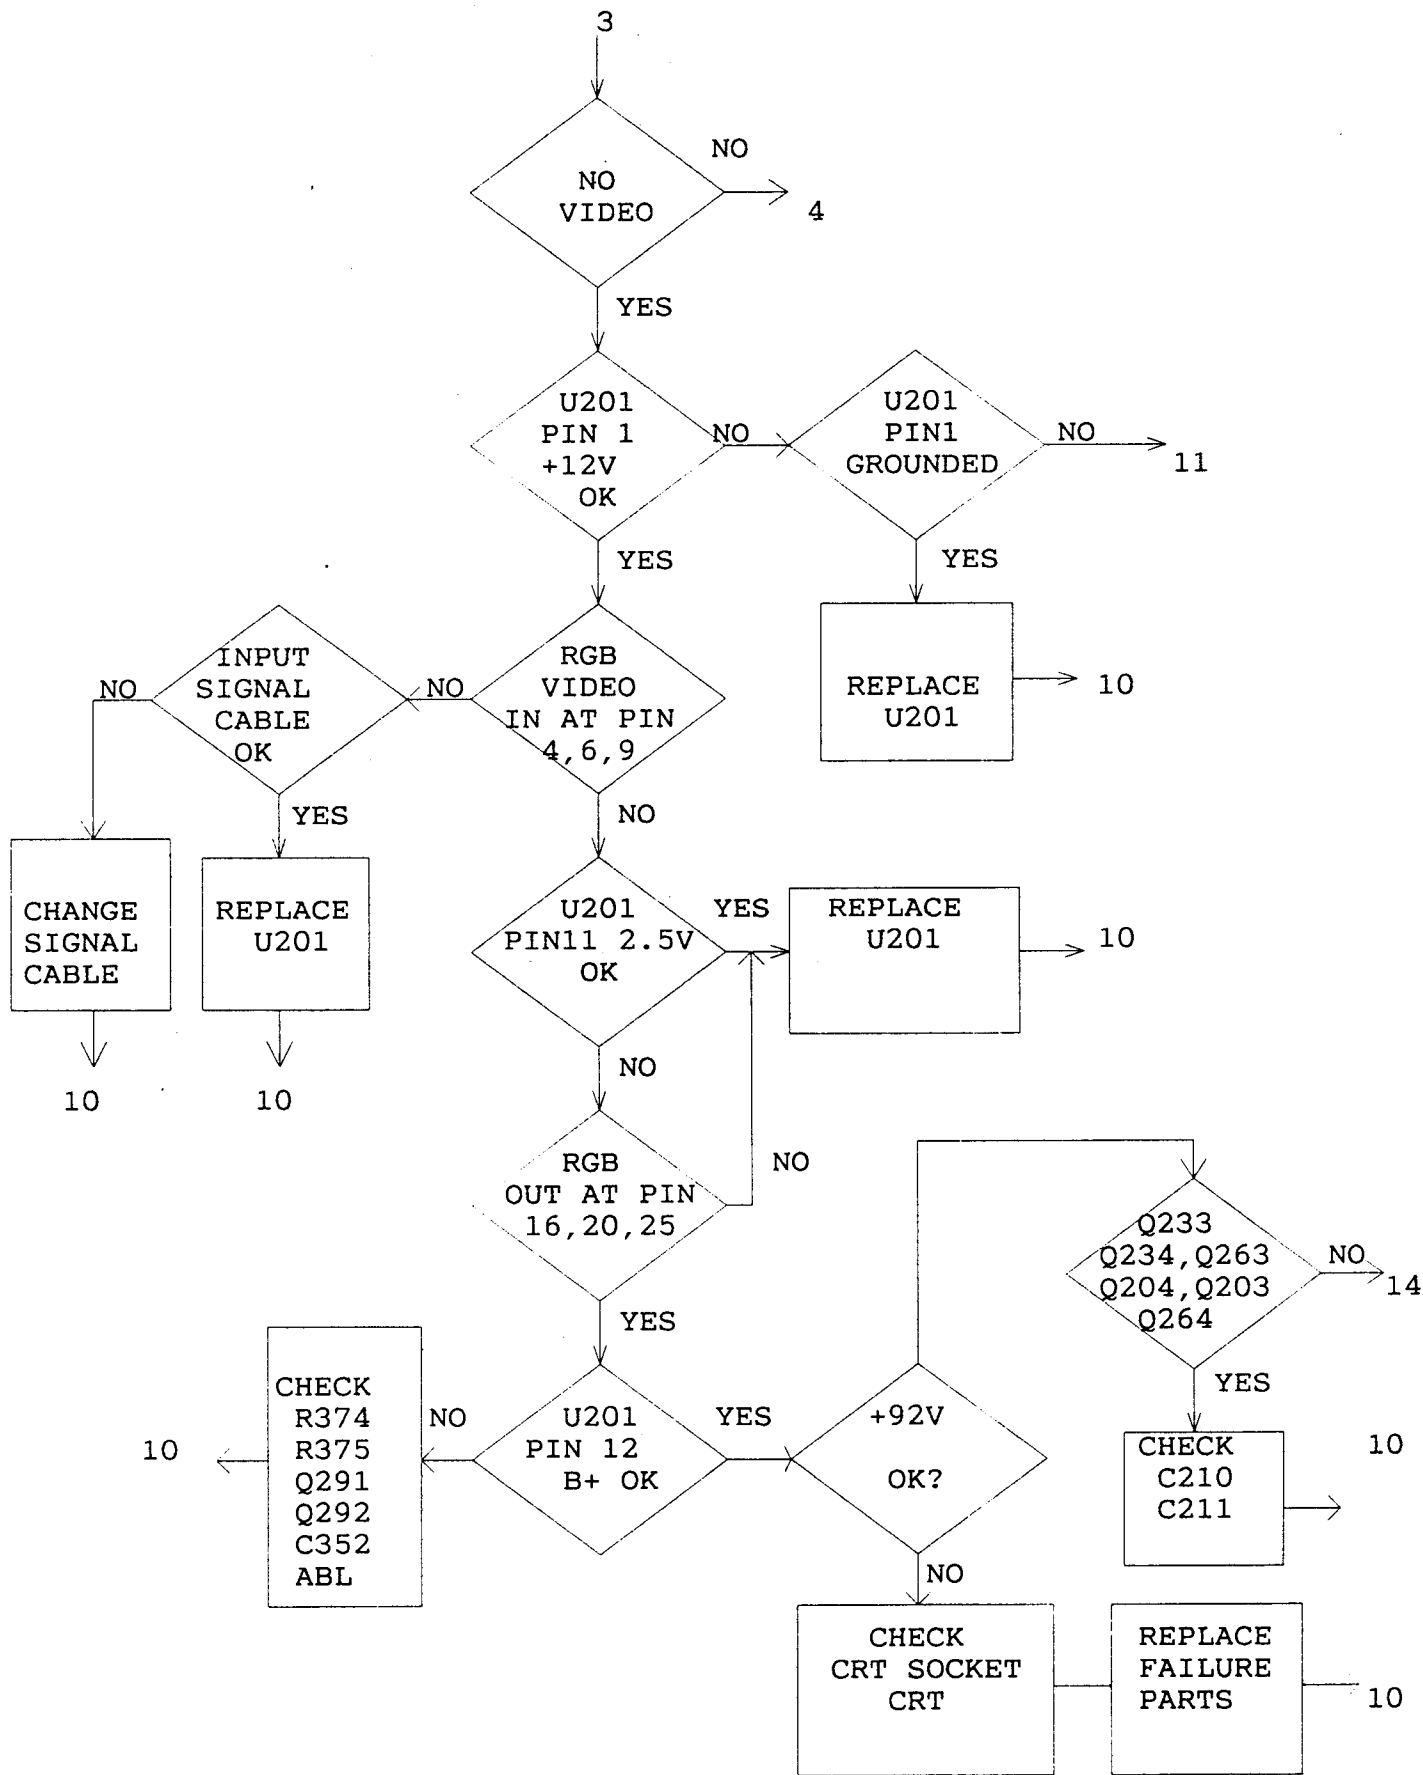 3
NO
NO
VIDEO
4
YES
U201
PIN 1
+12V
OK
NO
U201
PIN1
GROUNDED
NO
11
YES
YES
REPLACE
U201
10
RGB
VIDEO
IN AT PIN
4,6,9
NO
INPUT
SIGNAL
CABLE
OK
NO
YES
NO
CHANGE
SIGNAL
CABLE
10
REPLACE
U201
10
U201
PIN11 2.5V
OK
YES
REPLACE
U201
10
NO
RGB
OUT AT PIN
16,20,25
NO
YES
U201
PIN 12
B+ OK
NO
CHECK
R374
R375
Q291
Q292
C352
ABL
10
YES
+92V
OK?
Q233
Q234,Q263
Q204,Q203
Q264
NO
14
YES
CHECK
C210
C211
10
NO
CHECK
CRT SOCKET
CRT
REPLACE
FAILURE
PARTS
10